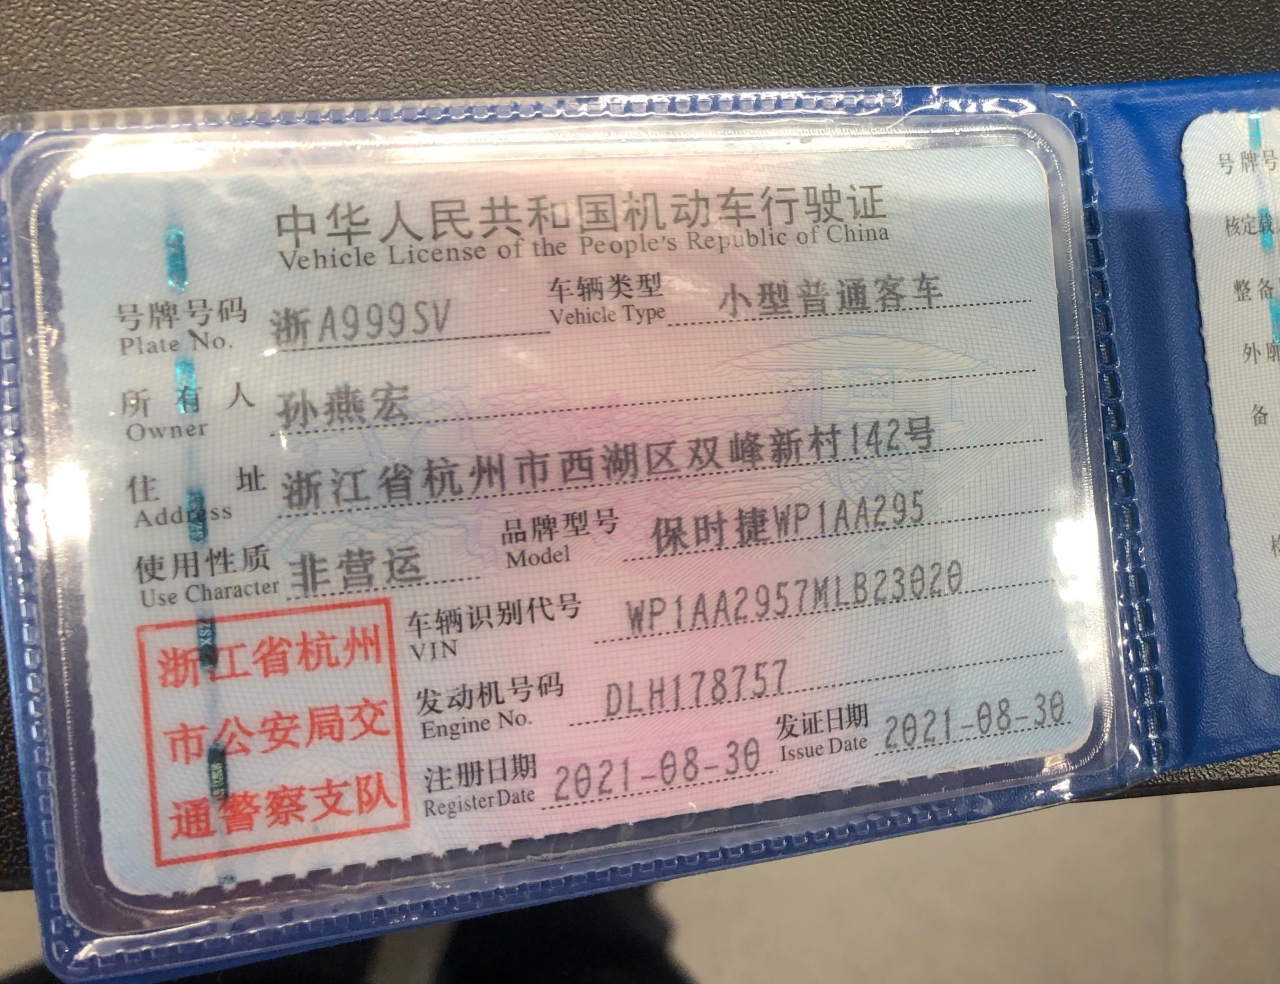 中华人民共和国机动车行驶证
Vehicle License of the People's Republic of China
号牌号码 浙A999SV 车辆类型 小型普通客车
Plate No. Vehicle Type
所有人 孙燕宏
Owner
住址 浙江省杭州市西湖区双峰新村142号
Address
使用性质 非营运 品牌型号 保时捷WP1AA295
Use Character Model
车辆识别代号 WP1AA2957MLB23020
VIN
发动机号码 DLH178757
Engine No.
注册日期 2021-08-30 发证日期 2021-08-30
Register Date Issue Date
浙江省杭州
市公安局交
通警察支队
号牌号
核定载
整备
外廓
备